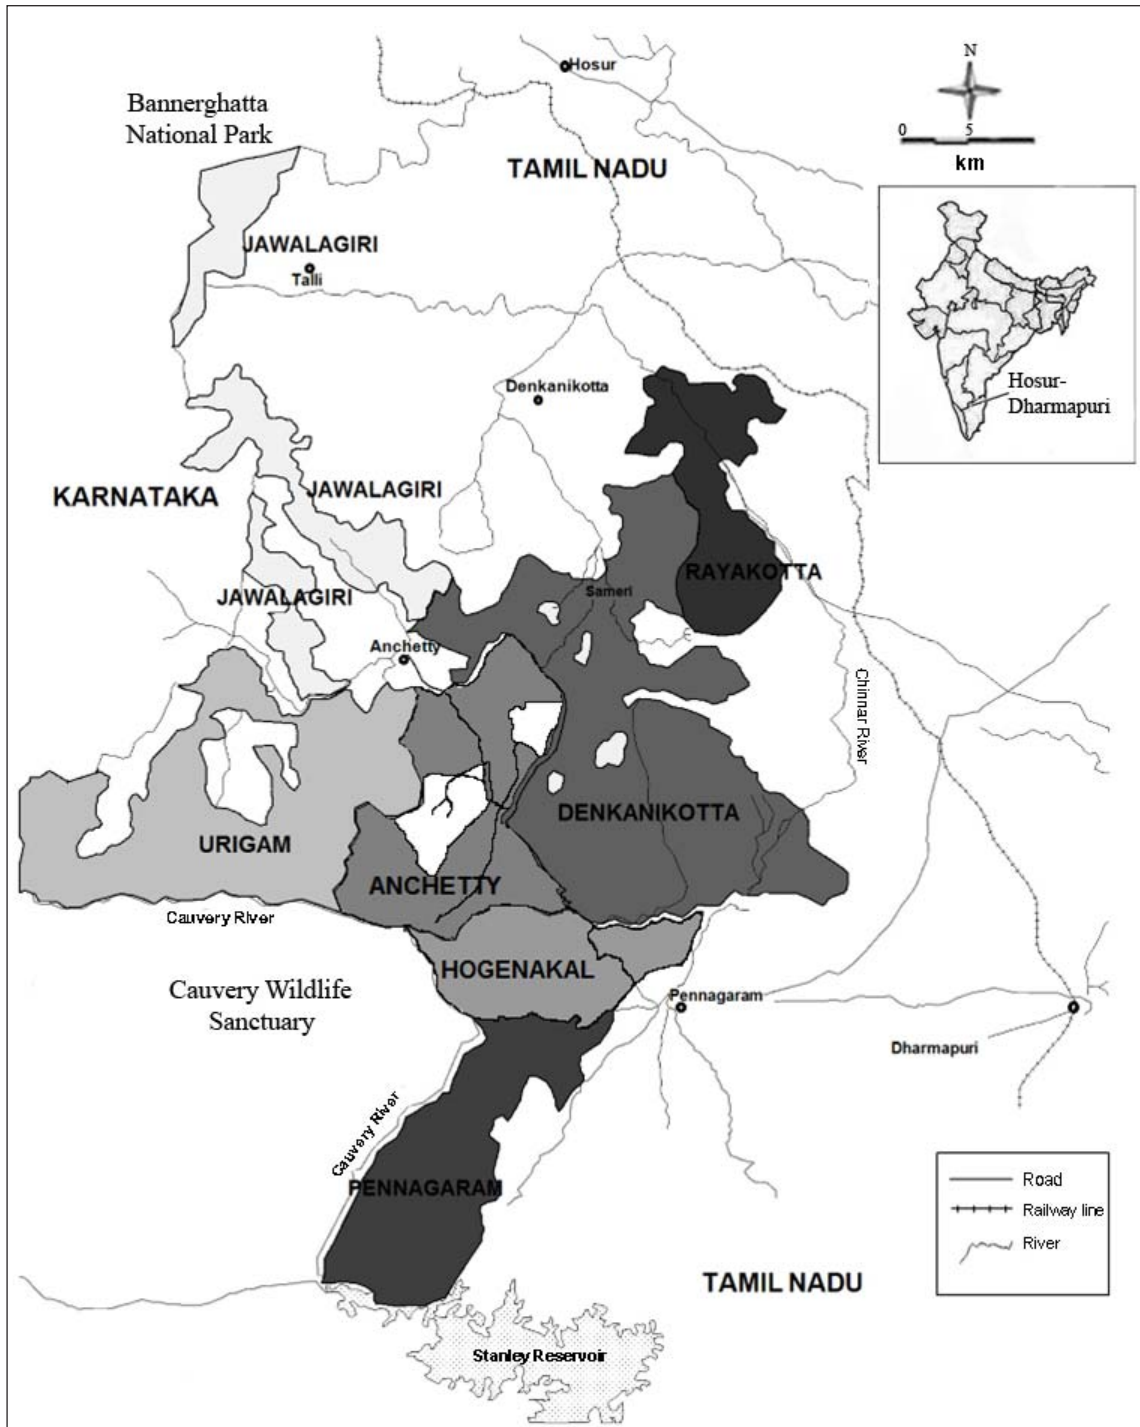 Hosur
N
Bannerghatta
National Park
0 5
km
TAMIL NADU
JAWALAGIRI
Talli
Denkanikotta
Hosur-
Dharmapuri
KARNATAKA
JAWALAGIRI
RAYAKOTTA
Sameri
JAWALAGIRI
Anchetty
Chinnar River
DENKANIKOTTA
URIGAM
ANCHETTY
Cauvery River
HOGENAKAL
Cauvery Wildlife
Sanctuary
Pennagaram
Dharmapuri
Cauvery River
PENNAGARAM
Road
Railway line
River
TAMIL NADU
Stanley Reservoir